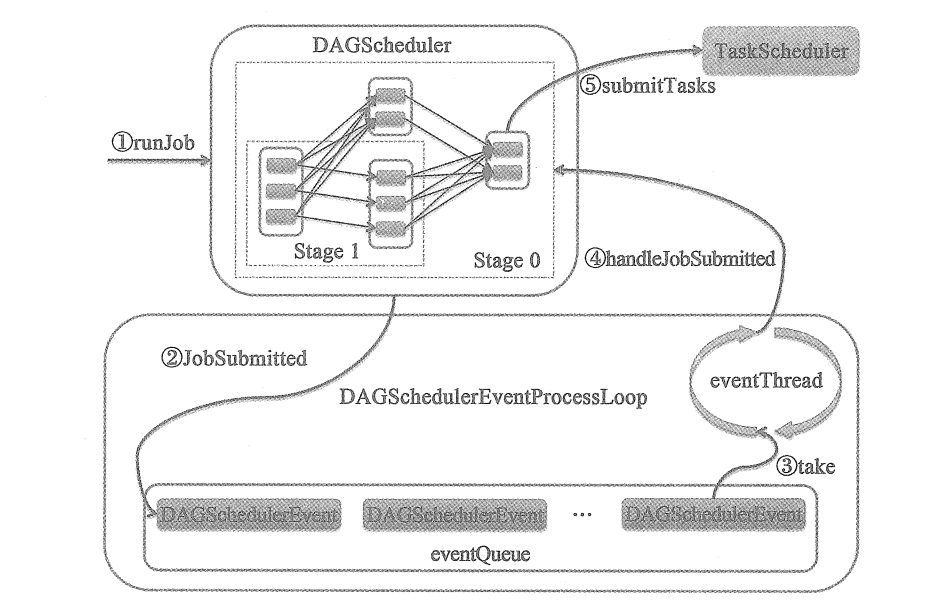 DAGScheduler
TaskScheduler
⑤submitTasks
①runJob
Stage 1
Stage 0
④handleJobSubmitted
②JobSubmitted
eventThread
DAGSchedulerEventProcessLoop
③take
DAGSchedulerEvent
DAGSchedulerEvent
...
DAGSchedulerEvent
eventQueue